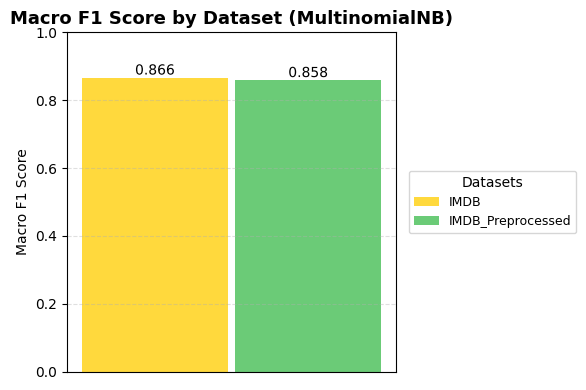 Macro F1 Score by Dataset (MultinomialNB)
Macro F1 Score
1.0
0.8
0.6
0.4
0.2
0.0
0.866
0.858
Datasets
IMDB
IMDB_Preprocessed